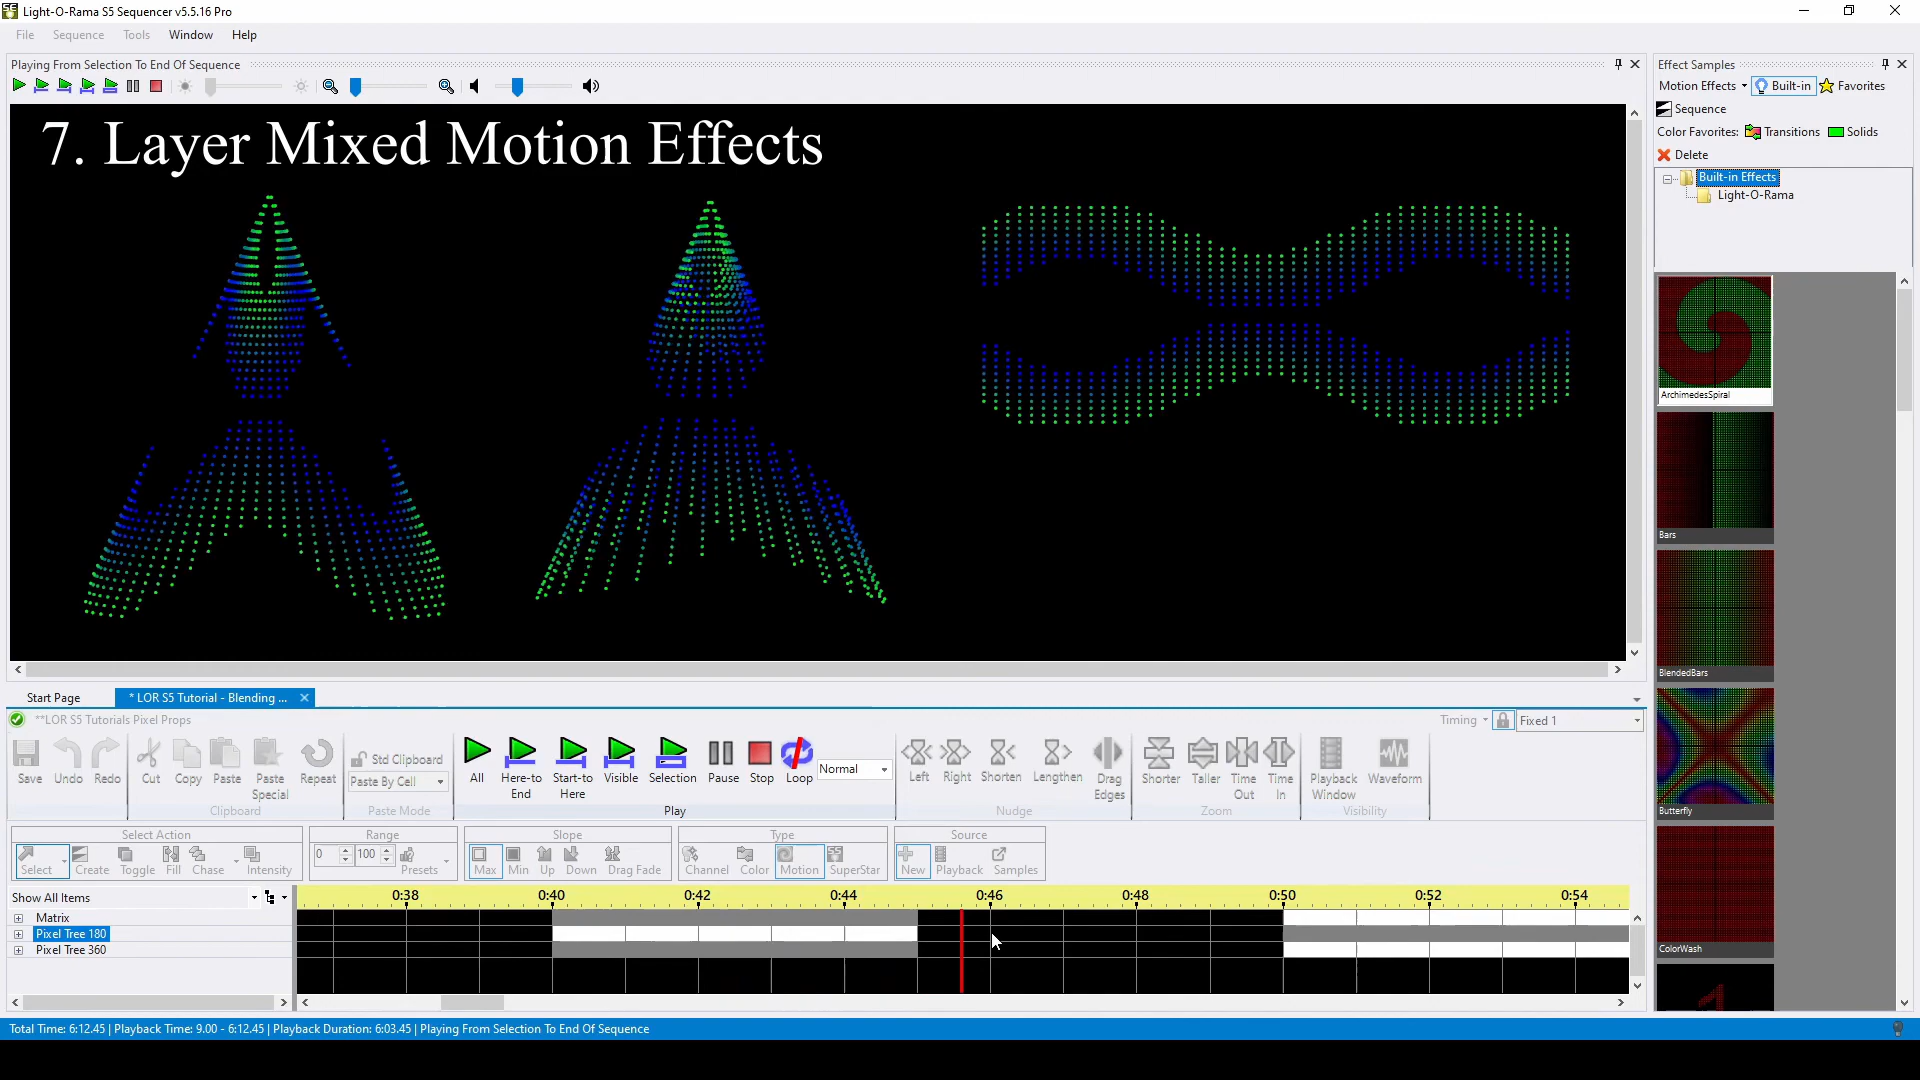 Light-O-Rama S5 Sequencer v5.5.16 Pro
File Sequence Tools Window Help
Playing From Selection To End Of Sequence
7. Layer Mixed Motion Effects
Effect Samples
Motion Effects Built-in Favorites
Sequence
Color Favorites: Transitions Solids
Delete
Built-in Effects
Light-O-Rama
ArchimedesSpiral
Bars
BlendedBars
Butterfly
ColorWash
Start Page * LOR S5 Tutorial - Blending ...
**LOR S5 Tutorials Pixel Props Timing Fixed 1
Save Undo Redo Cut Copy Paste Paste Special Repeat
Clipboard
Std Clipboard
Paste By Cell
Paste Mode
All Here-to End Start-to Here Visible Selection Pause Stop Loop Normal
Play
Left Right Shorten Lengthen Drag Edges
Nudge
Shorter Taller Time Out Time In
Zoom
Playback Window Waveform
Visibility
Select Action Range Slope Type Source
Select Create Toggle Fill Chase Intensity
0 100 Presets
Max Min Up Down Drag Fade
Channel Color Motion SuperStar
New Playback Samples
Show All Items 0:38 0:40 0:42 0:44 0:46 0:48 0:50 0:52 0:54
Matrix
Pixel Tree 180
Pixel Tree 360
Total Time: 6:12.45 | Playback Time: 9.00 - 6:12.45 | Playback Duration: 6:03.45 | Playing From Selection To End Of Sequence